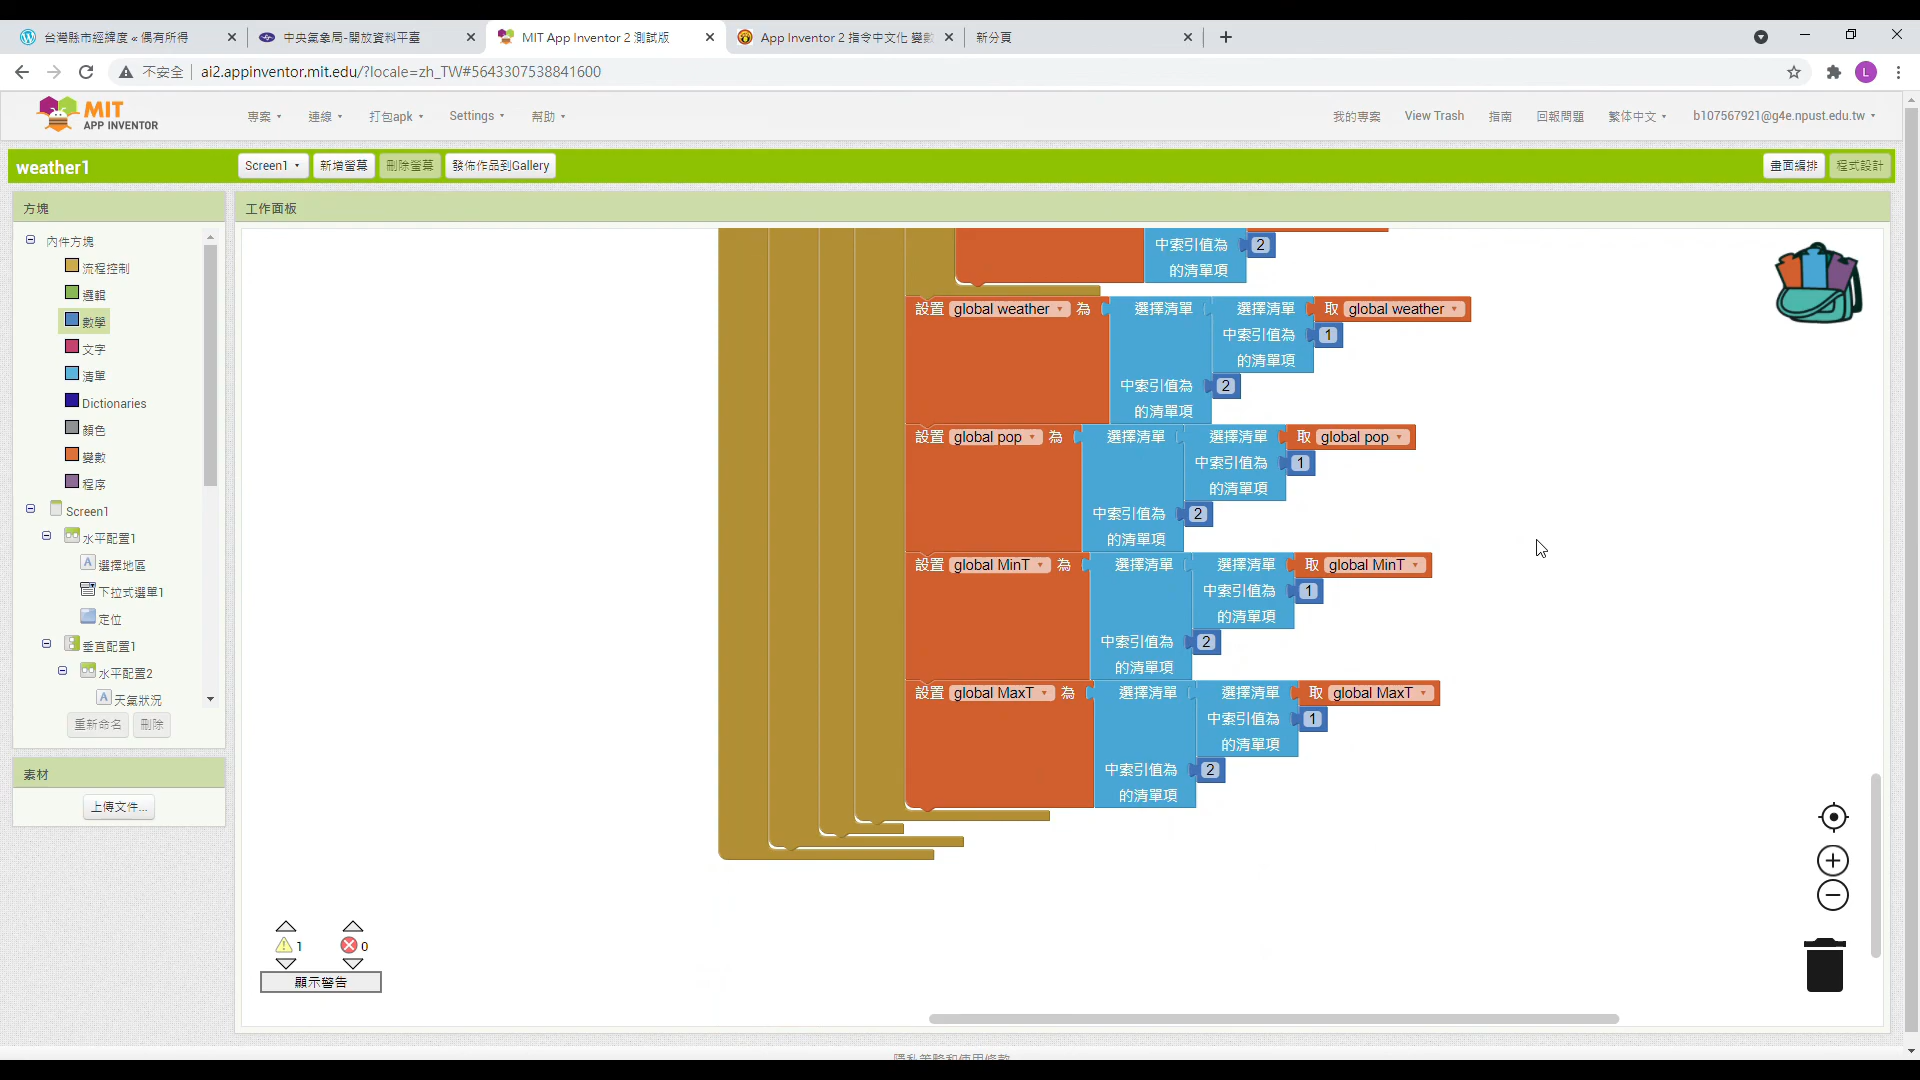 台灣縣市經緯度 « 偶有所得
中央氣象局-開放資料平臺
MIT App Inventor 2 測試版
App Inventor 2 指令中文化 變數
新分頁
不安全
ai2.appinventor.mit.edu/?locale=zh_TW#5643307538841600
L
MIT
APP INVENTOR
專案
連線
打包apk
Settings
幫助
我的專案
View Trash
指南
回報問題
繁体中文
b107567921@g4e.npust.edu.tw
weather1
Screen1
新增螢幕
刪除螢幕
發佈作品到Gallery
畫面編排
程式設計
方塊
工作面板
內件方塊
流程控制
邏輯
數學
文字
清單
Dictionaries
顏色
變數
程序
Screen1
水平配置1
選擇地區
下拉式選單1
定位
垂直配置1
水平配置2
天氣狀況
重新命名
刪除
素材
上傳文件...
中索引值為 2
的清單項
設置 global weather 為 選擇清單 選擇清單 取 global weather
中索引值為 1
的清單項
中索引值為 2
的清單項
設置 global pop 為 選擇清單 選擇清單 取 global pop
中索引值為 1
的清單項
中索引值為 2
的清單項
設置 global MinT 為 選擇清單 選擇清單 取 global MinT
中索引值為 1
的清單項
中索引值為 2
的清單項
設置 global MaxT 為 選擇清單 選擇清單 取 global MaxT
中索引值為 1
的清單項
中索引值為 2
的清單項
1
0
顯示警告